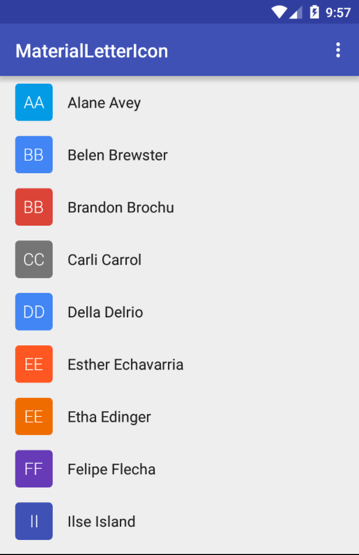 9:57
MaterialLetterIcon
AA Alane Avey
BB Belen Brewster
BB Brandon Brochu
CC Carli Carrol
DD Della Delrio
EE Esther Echavarria
EE Etha Edinger
FF Felipe Flecha
II Ilse Island